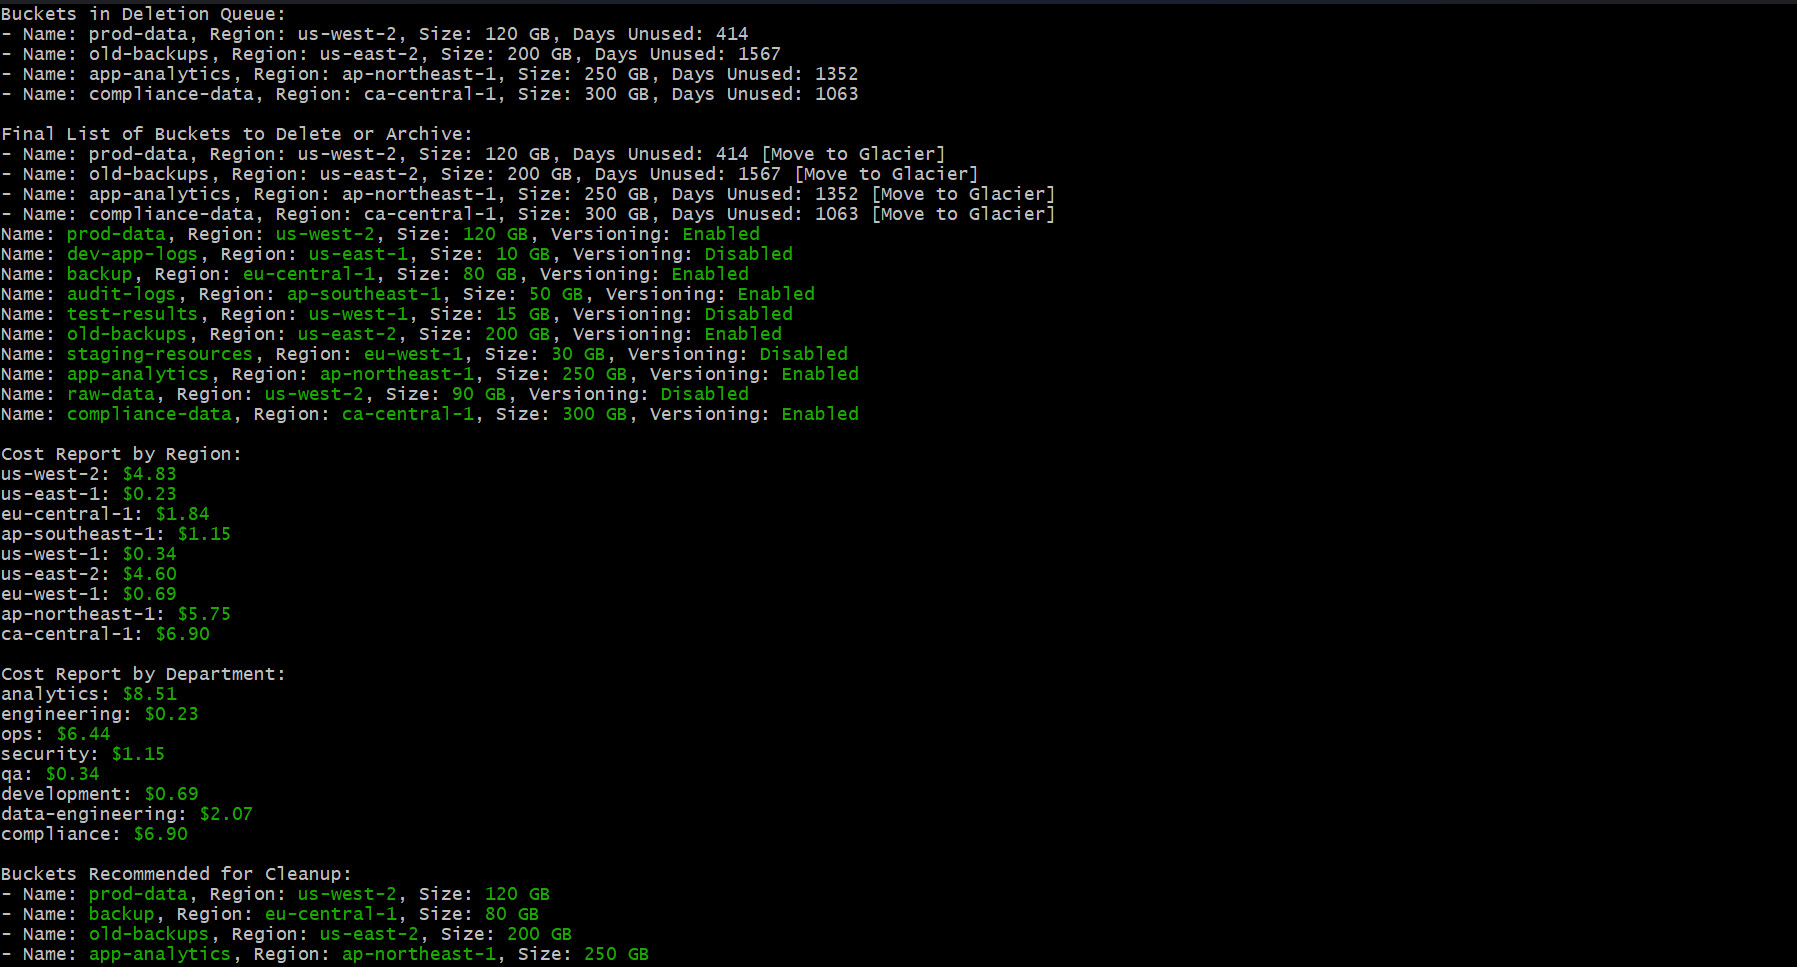 Buckets in Deletion Queue:
- Name: prod-data, Region: us-west-2, Size: 120 GB, Days Unused: 414
- Name: old-backups, Region: us-east-2, Size: 200 GB, Days Unused: 1567
- Name: app-analytics, Region: ap-northeast-1, Size: 250 GB, Days Unused: 1352
- Name: compliance-data, Region: ca-central-1, Size: 300 GB, Days Unused: 1063
Final List of Buckets to Delete or Archive:
- Name: prod-data, Region: us-west-2, Size: 120 GB, Days Unused: 414 [Move to Glacier]
- Name: old-backups, Region: us-east-2, Size: 200 GB, Days Unused: 1567 [Move to Glacier]
- Name: app-analytics, Region: ap-northeast-1, Size: 250 GB, Days Unused: 1352 [Move to Glacier]
- Name: compliance-data, Region: ca-central-1, Size: 300 GB, Days Unused: 1063 [Move to Glacier]
Name: prod-data, Region: us-west-2, Size: 120 GB, Versioning: Enabled
Name: dev-app-logs, Region: us-east-1, Size: 10 GB, Versioning: Disabled
Name: backup, Region: eu-central-1, Size: 80 GB, Versioning: Enabled
Name: audit-logs, Region: ap-southeast-1, Size: 50 GB, Versioning: Enabled
Name: test-results, Region: us-west-1, Size: 15 GB, Versioning: Disabled
Name: old-backups, Region: us-east-2, Size: 200 GB, Versioning: Enabled
Name: staging-resources, Region: eu-west-1, Size: 30 GB, Versioning: Disabled
Name: app-analytics, Region: ap-northeast-1, Size: 250 GB, Versioning: Enabled
Name: raw-data, Region: us-west-2, Size: 90 GB, Versioning: Disabled
Name: compliance-data, Region: ca-central-1, Size: 300 GB, Versioning: Enabled
Cost Report by Region:
us-west-2: $4.83
us-east-1: $0.23
eu-central-1: $1.84
ap-southeast-1: $1.15
us-west-1: $0.34
us-east-2: $4.60
eu-west-1: $0.69
ap-northeast-1: $5.75
ca-central-1: $6.90
Cost Report by Department:
analytics: $8.51
engineering: $0.23
ops: $6.44
security: $1.15
qa: $0.34
development: $0.69
data-engineering: $2.07
compliance: $6.90
Buckets Recommended for Cleanup:
- Name: prod-data, Region: us-west-2, Size: 120 GB
- Name: backup, Region: eu-central-1, Size: 80 GB
- Name: old-backups, Region: us-east-2, Size: 200 GB
- Name: app-analytics, Region: ap-northeast-1, Size: 250 GB